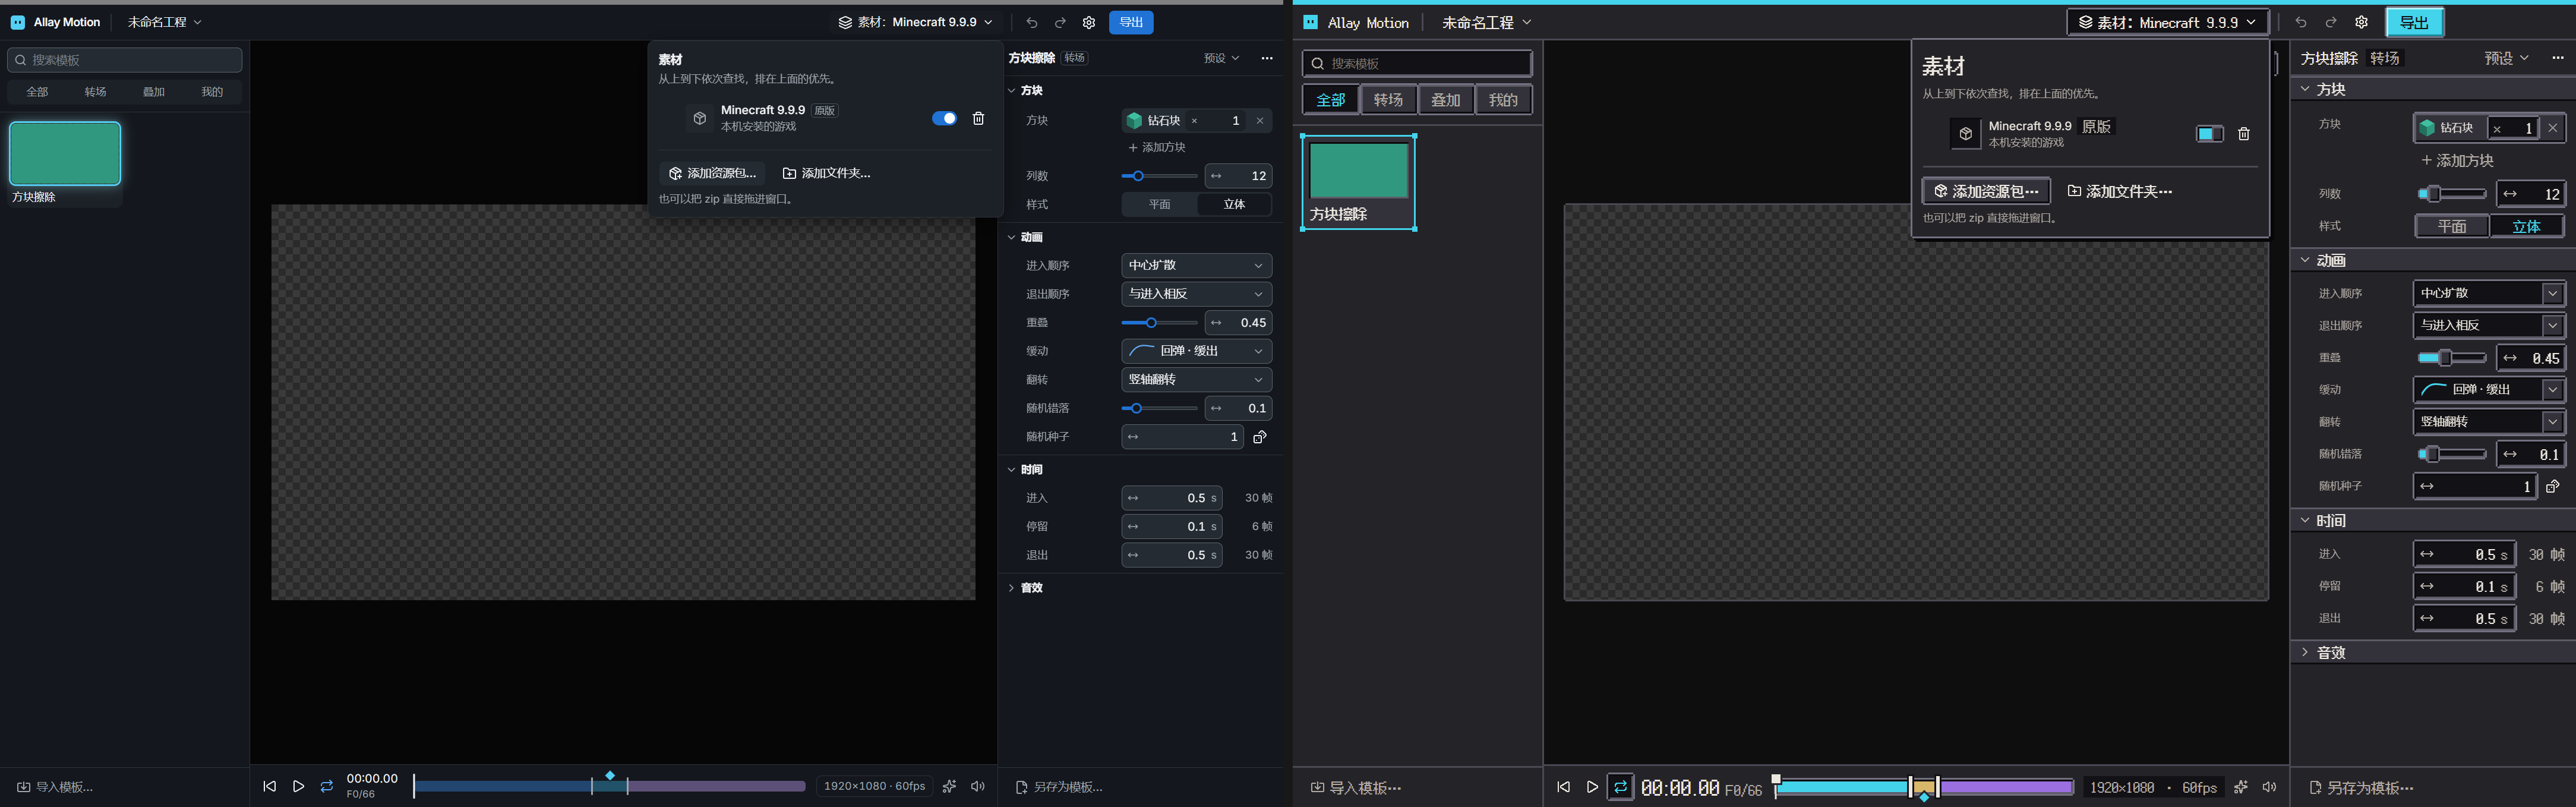 Allay Motion
未命名工程
素材: Minecraft 9.9.9
导出
搜索模板
全部 转场 叠加 我的
方块擦除
导入模板...
素材
从上到下依次查找，排在上面的优先。
Minecraft 9.9.9 原版
本机安装的游戏
添加资源包... 添加文件夹...
也可以把 zip 直接拖进窗口。
方块擦除 转场 预设
方块
方块 钻石块 × 1 ×
+ 添加方块
列数 12
样式 平面 立体
动画
进入顺序 中心扩散
退出顺序 与进入相反
重叠 0.45
缓动 回弹 · 缓出
翻转 竖轴翻转
随机错落 0.1
随机种子 1
时间
进入 0.5 s 30 帧
停留 0.1 s 6 帧
退出 0.5 s 30 帧
音效
00:00.00
F0/66
1920×1080 · 60fps
另存为模板...
Allay Motion
未命名工程
素材: Minecraft 9.9.9
导出
搜索模板
全部 转场 叠加 我的
方块擦除
导入模板...
素材
从上到下依次查找，排在上面的优先。
Minecraft 9.9.9 原版
本机安装的游戏
添加资源包... 添加文件夹...
也可以把 zip 直接拖进窗口。
方块擦除 转场 预设
方块
方块 钻石块 × 1 ×
+ 添加方块
列数 12
样式 平面 立体
动画
进入顺序 中心扩散
退出顺序 与进入相反
重叠 0.45
缓动 回弹 · 缓出
翻转 竖轴翻转
随机错落 0.1
随机种子 1
时间
进入 0.5 s 30 帧
停留 0.1 s 6 帧
退出 0.5 s 30 帧
音效
00:00.00 F0/66
1920×1080 · 60fps
另存为模板...